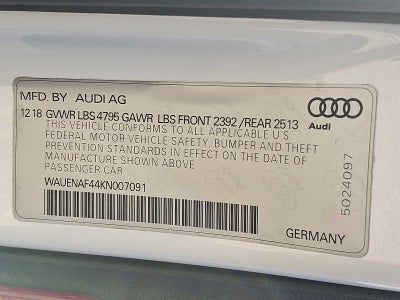 MFD. BY AUDI AG
12 18 GVWR LBS 4795 GAWR LBS FRONT 2392 / REAR 2513
THIS VEHICLE CONFORMS TO ALL APPLICABLE U.S.
FEDERAL MOTOR VEHICLE SAFETY, BUMPER AND THEFT
PREVENTION STANDARDS IN EFFECT ON THE DATE OF
MANUFACTURE SHOWN ABOVE
PASSENGER CAR
WAUENAF44KN007091
Audi
5024097
GERMANY